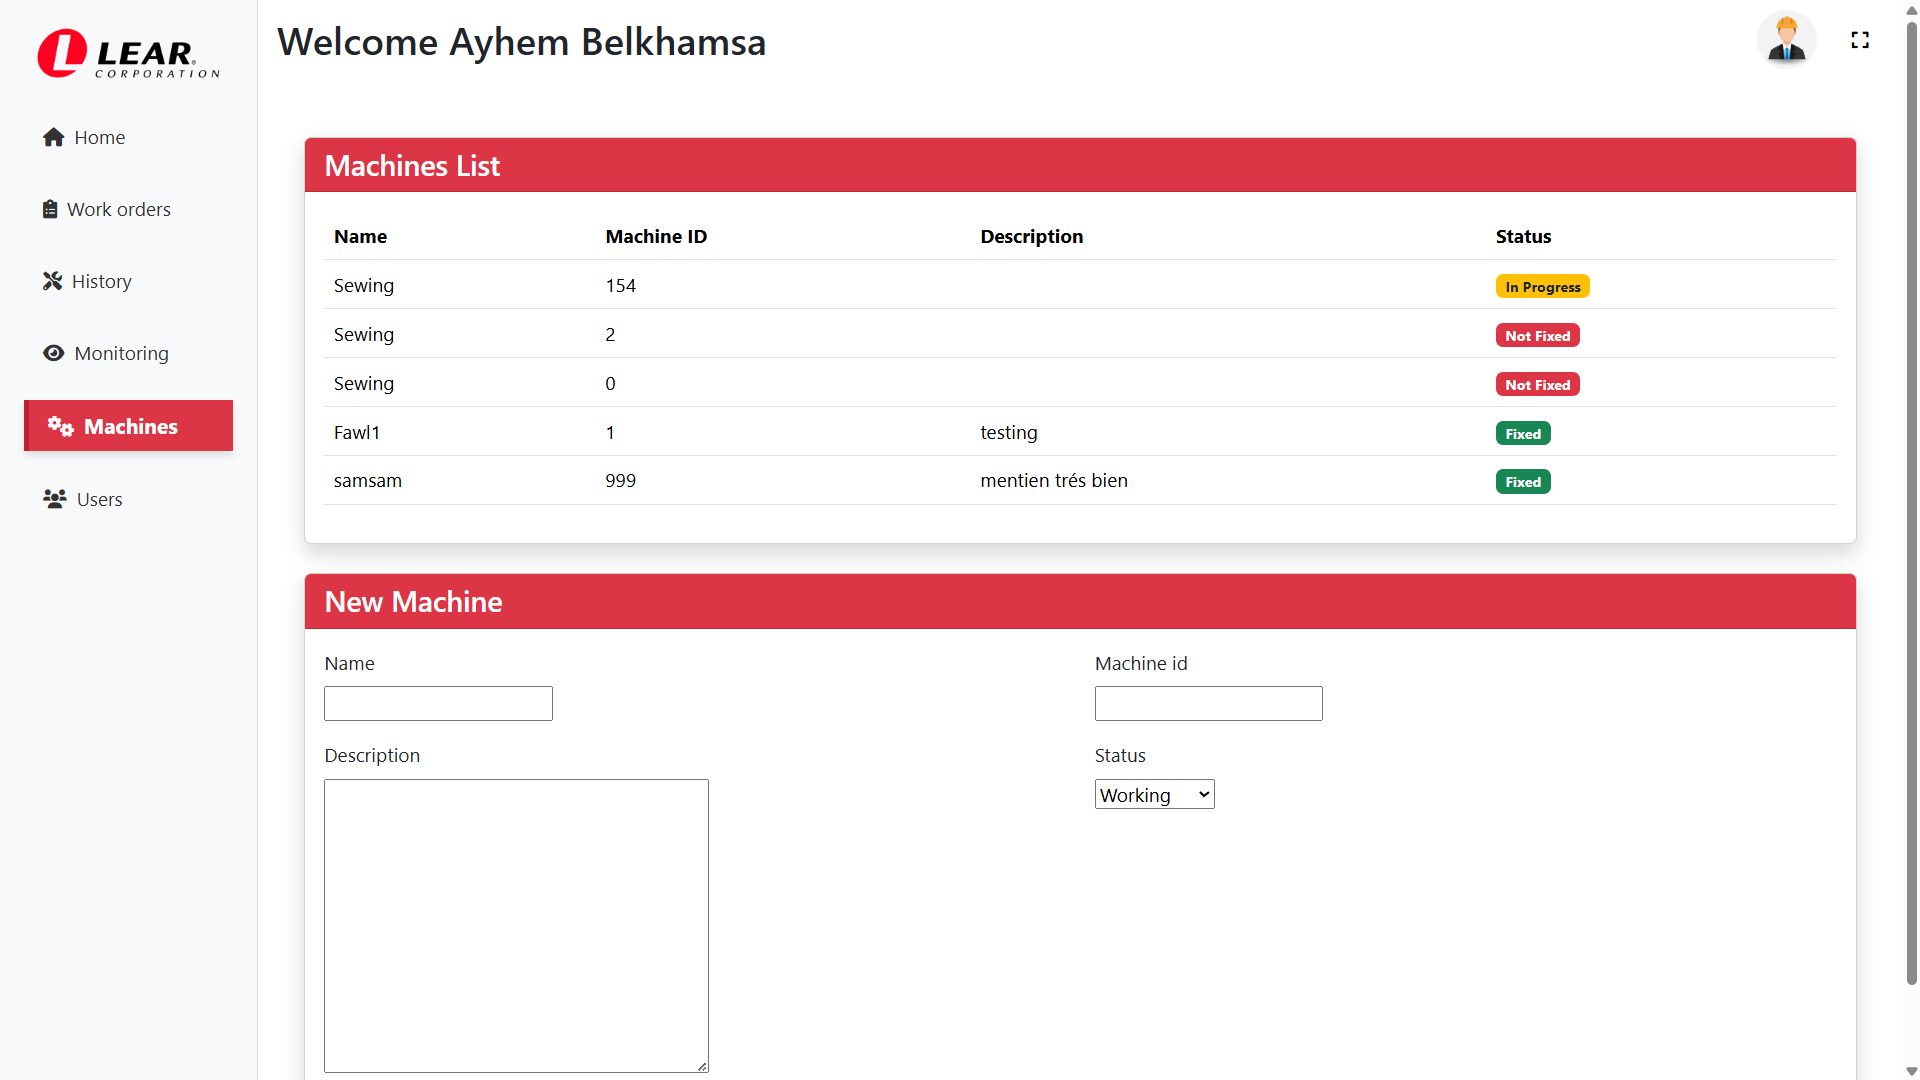 LEAR.
CORPORATION
Welcome Ayhem Belkhamsa
Home
Work orders
History
Monitoring
Machines
Users
Machines List
Name Machine ID Description Status
Sewing 154 In Progress
Sewing 2 Not Fixed
Sewing 0 Not Fixed
Fawl1 1 testing Fixed
samsam 999 mentien trés bien Fixed
New Machine
Name Machine id
Description Status
Working